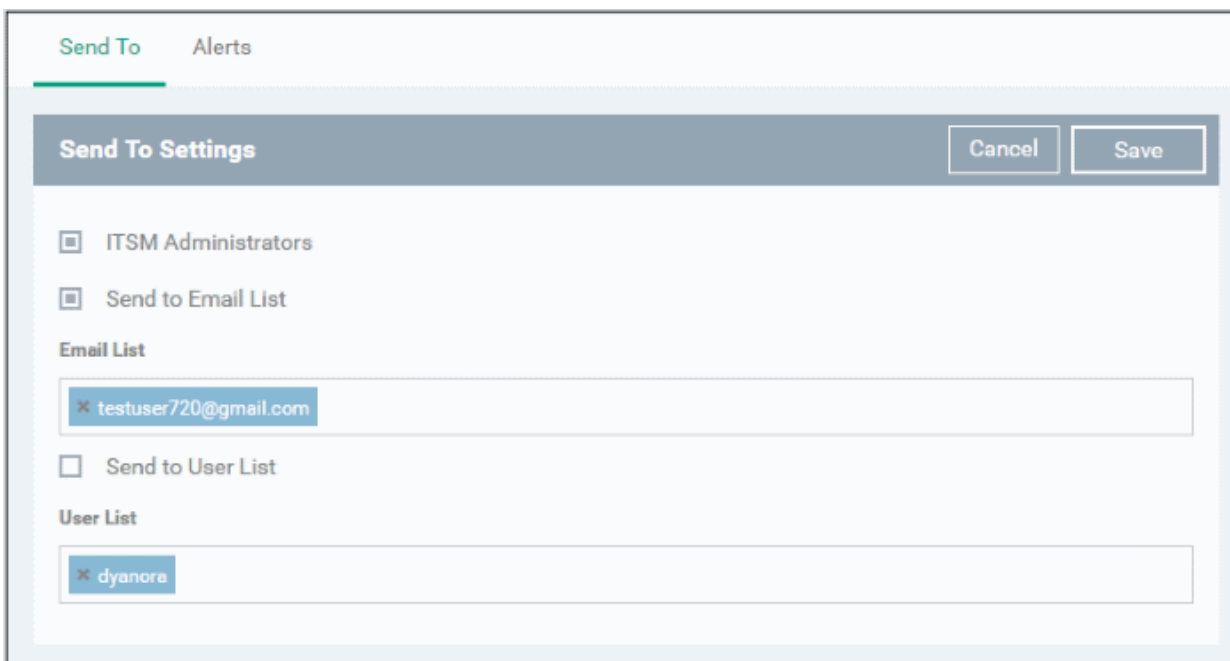 Send To Alerts
Send To Settings Cancel Save
ITSM Administrators
Send to Email List
Email List
testuser720@gmail.com
Send to User List
User List
dyanora